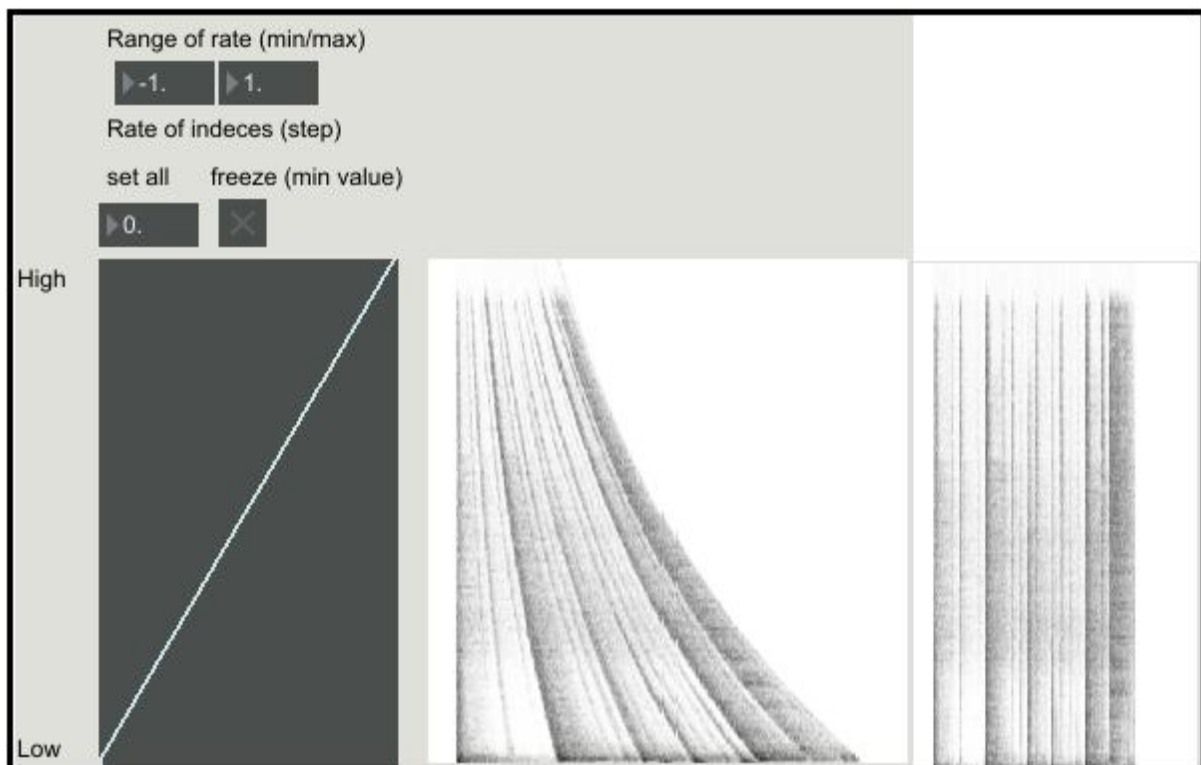 Range of rate (min/max)
-1. 1.
Rate of indeces (step)
set all freeze (min value)
0.
High
Low